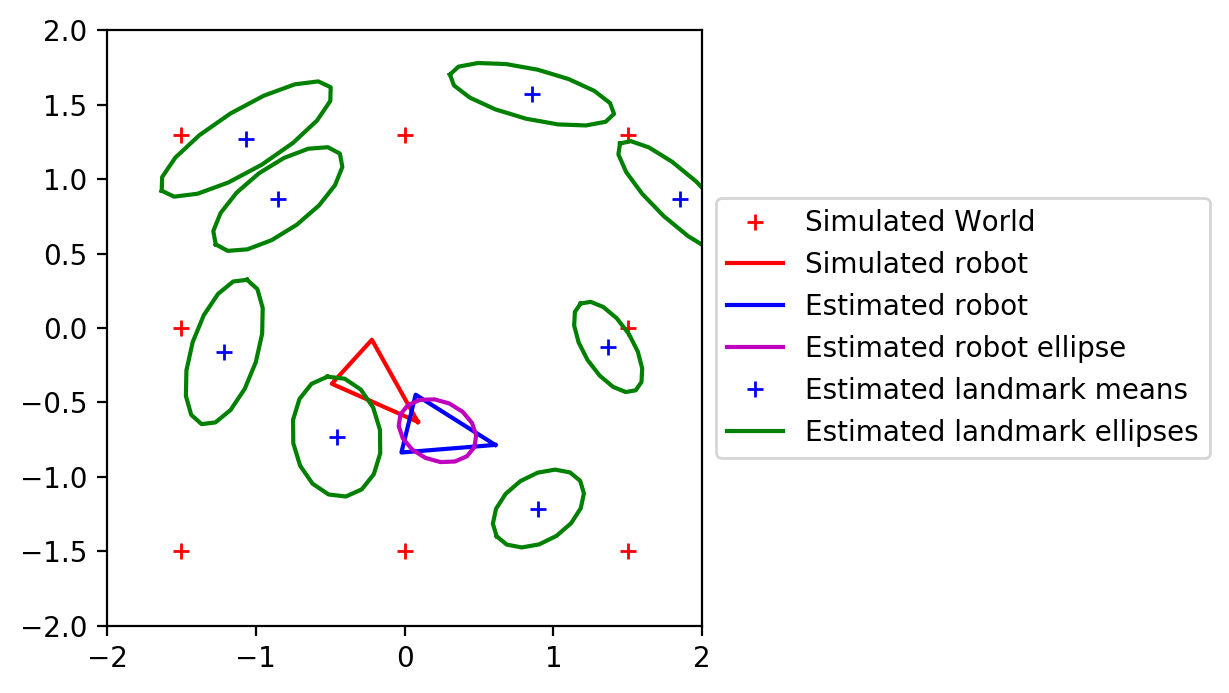 2.0
1.5
1.0
0.5
0.0
−0.5
−1.0
−1.5
−2.0
−2
−1
0
1
2
Simulated World
Simulated robot
Estimated robot
Estimated robot ellipse
Estimated landmark means
Estimated landmark ellipses